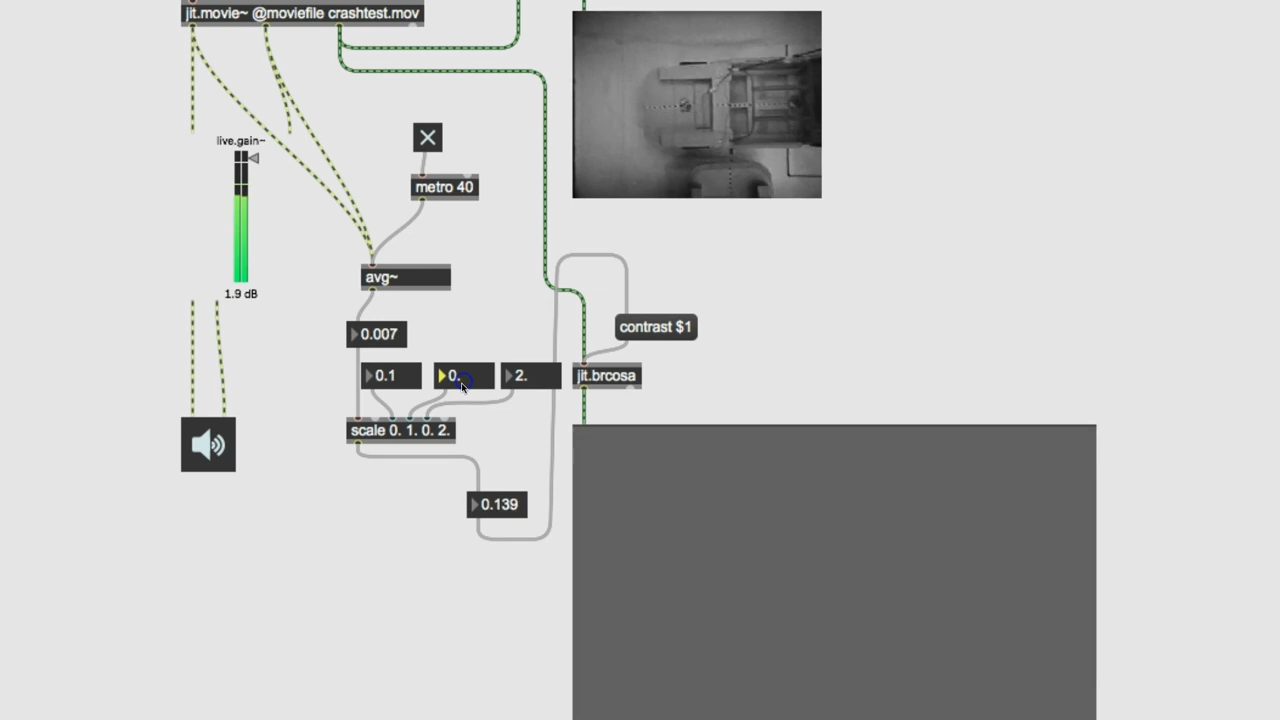 jit.movie~ @moviefile crashtest.mov
live.gain~
metro 40
avg~
1.9 dB
0.007
contrast $1
0.1
0.
2.
jit.brcosa
scale 0. 1. 0. 2.
0.139